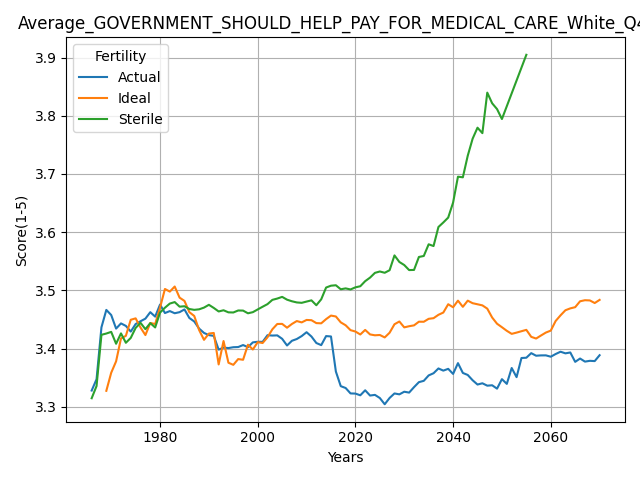 Average_GOVERNMENT_SHOULD_HELP_PAY_FOR_MEDICAL_CARE_White_Q4
Fertility
Actual
Ideal
Sterile
Score(1-5)
3.9
3.8
3.7
3.6
3.5
3.4
3.3
1980 2000 2020 2040 2060
Years